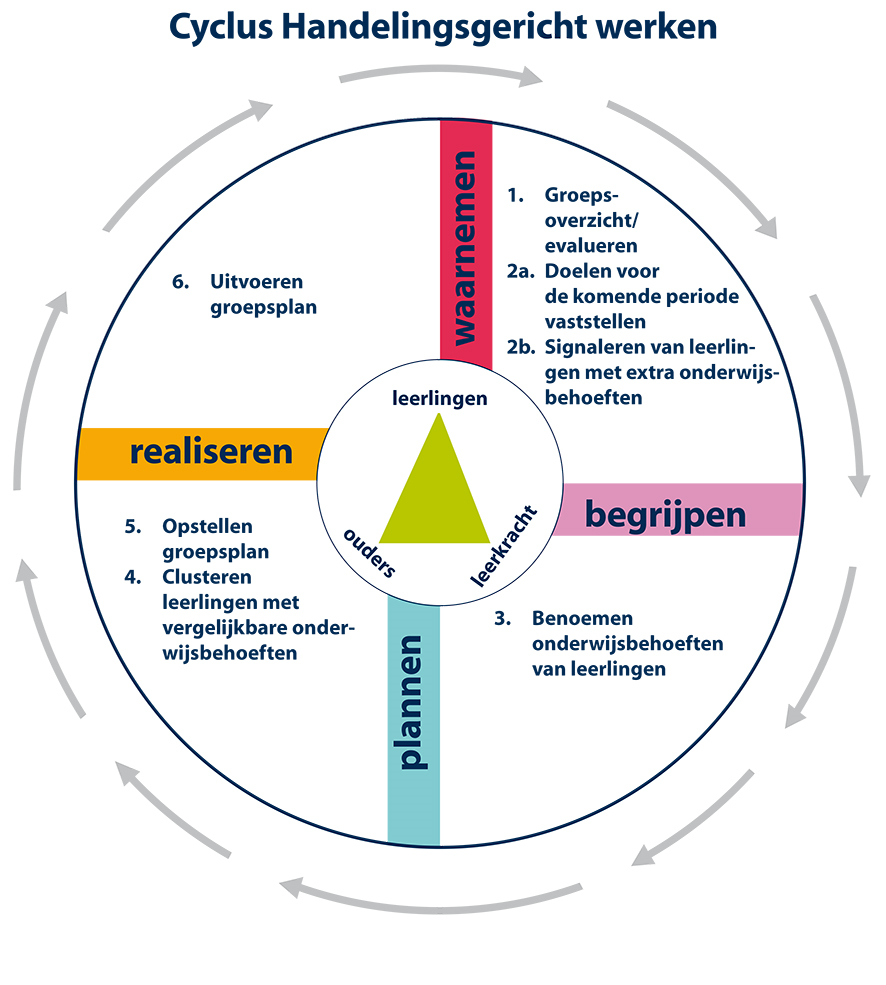 Cyclus Handelingsgericht werken
waarnemen
1. Groeps-
overzicht/
evalueren
2a. Doelen voor
de komende periode
vaststellen
2b. Signaleren van leerlin-
gen met extra onderwijs-
behoeften
begrijpen
3. Benoemen
onderwijsbehoeften
van leerlingen
plannen
5. Opstellen
groepsplan
4. Clusteren
leerlingen met
vergelijkbare onder-
wijsbehoeften
realiseren
6. Uitvoeren
groepsplan
leerlingen
ouders
leerkracht